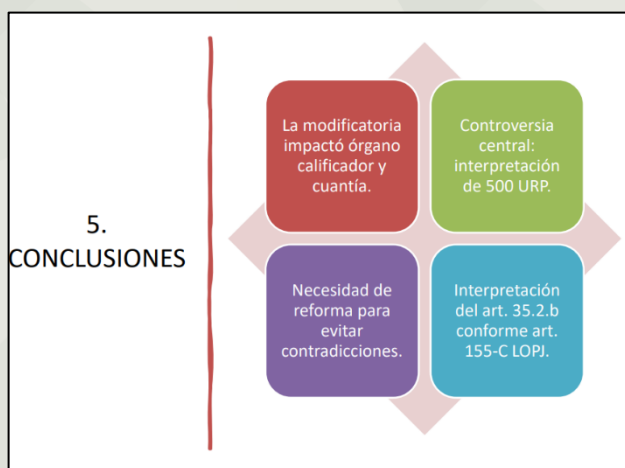 5.
CONCLUSIONES
La modificatoria
impactó órgano
calificador y
cuantía.
Controversia
central:
interpretación
de 500 URP.
Necesidad de
reforma para
evitar
contradicciones.
Interpretación
del art. 35.2.b
conforme art.
155-C LOPJ.